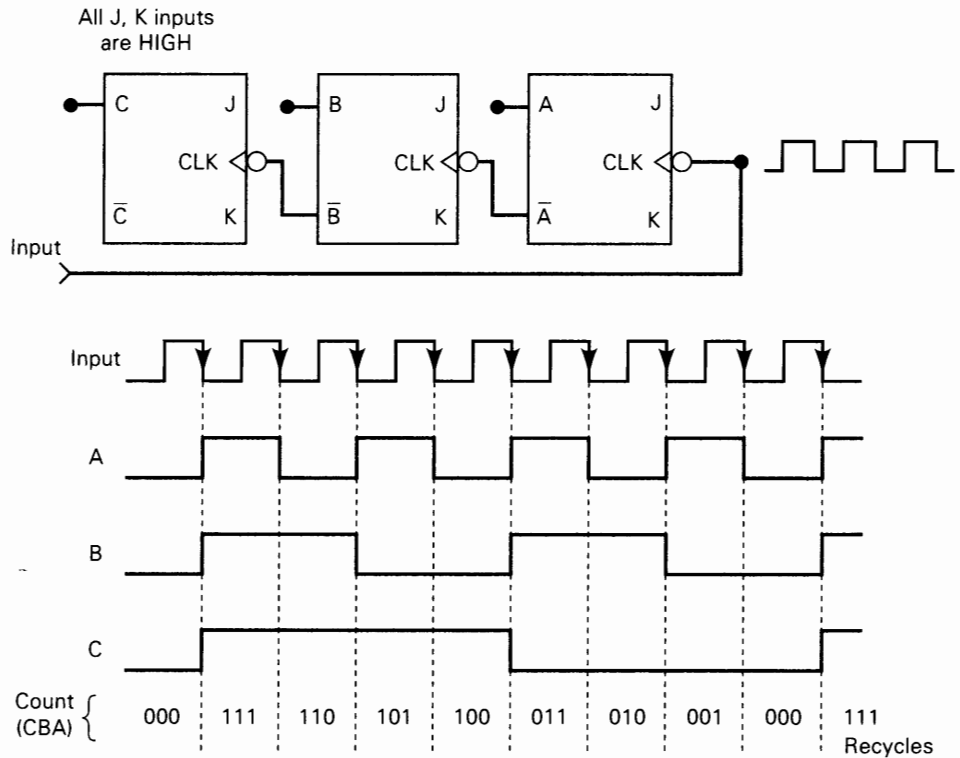 All J, K inputs
are HIGH
C J B J A J
CLK CLK CLK
C̅ K B̅ K A̅ K
Input
Input
A
B
C
Count
(CBA) { 000 111 110 101 100 011 010 001 000 111
Recycles